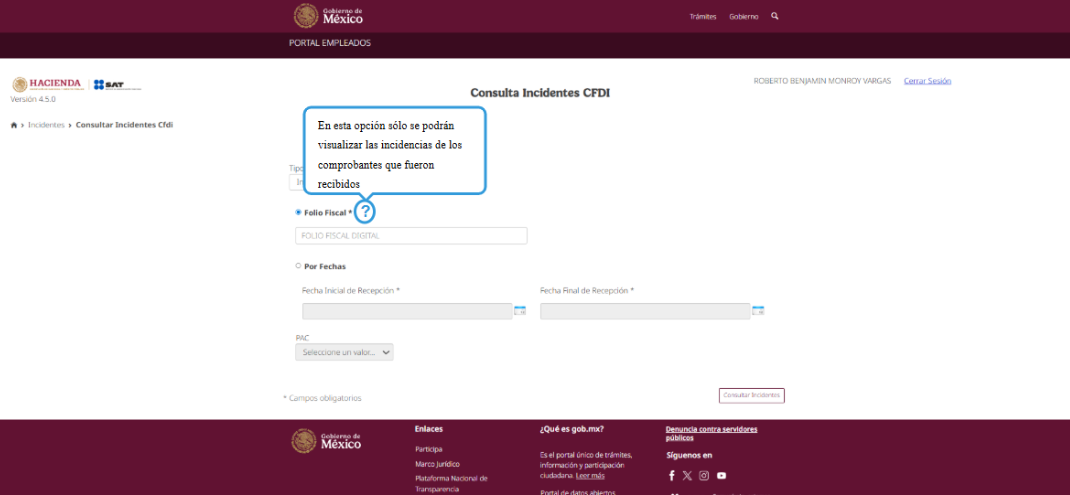 Gobierno de
México
Trámites Gobierno
PORTAL EMPLEADOS
HACIENDA SAT
Versión 4.5.0
ROBERTO BENJAMIN MONROY VARGAS Cerrar Sesión
Consulta Incidentes CFDI
Incidentes Consultar Incidentes Cfdi
En esta opción sólo se podrán
visualizar las incidencias de los
comprobantes que fueron
recibidos
Tipo
Folio Fiscal * ?
FOLIO FISCAL DIGITAL
Por Fechas
Fecha Inicial de Recepción * Fecha Final de Recepción *
PAC
Seleccione un valor...
* Campos obligatorios
Consultar Incidentes
Gobierno de
México
Enlaces
Participa
Marco Jurídico
Plataforma Nacional de
Transparencia
¿Qué es gob.mx?
Es el portal único de trámites,
información y participación
ciudadana. Leer más
Portal de datos abiertos
Denuncia contra servidores
públicos
Síguenos en